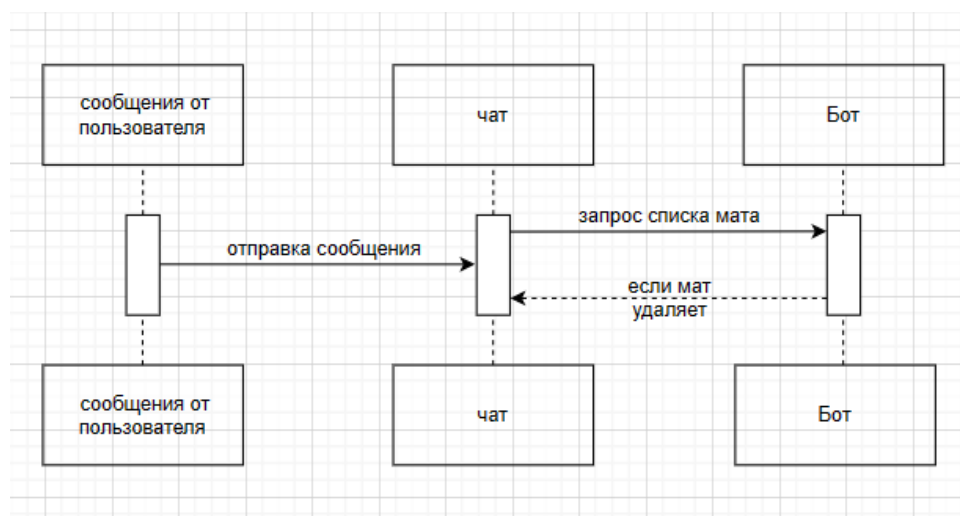 сообщения от
пользователя
чат
Бот
запрос списка мата
отправка сообщения
если мат
удаляет
сообщения от
пользователя
чат
Бот